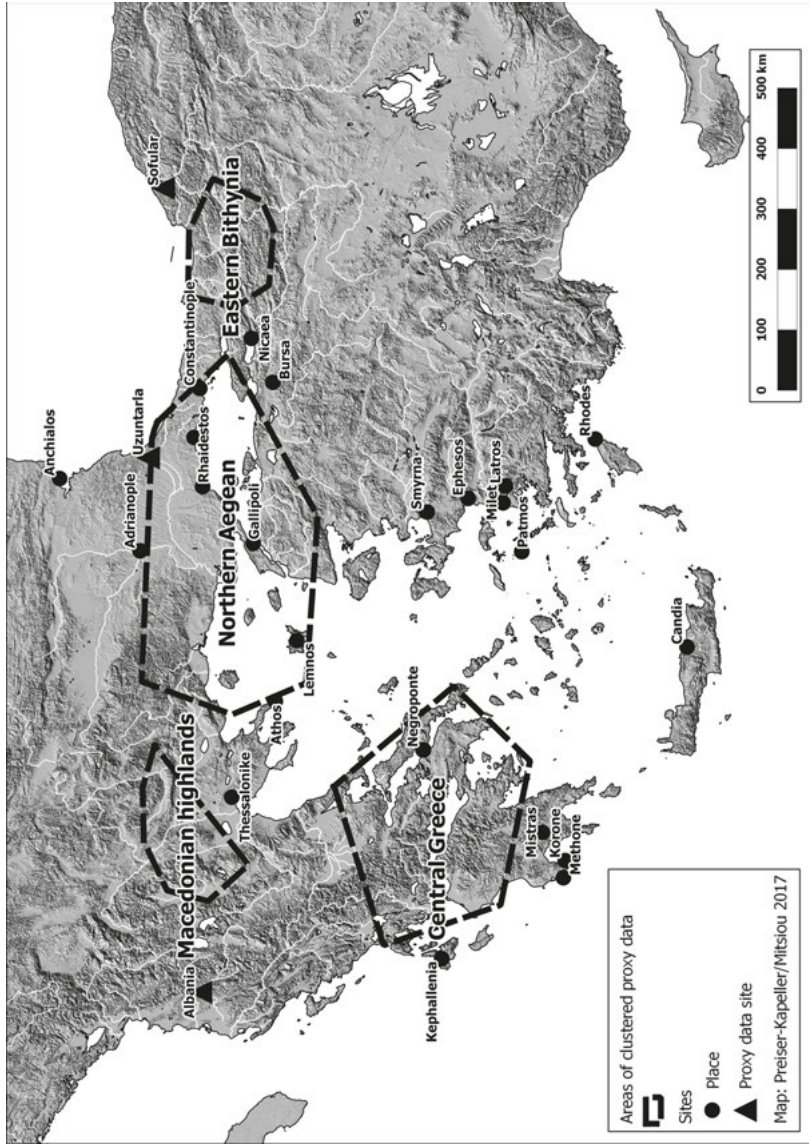 Anchialos
Sofular
Adrianople
Uzuntarla
Constantinople
Rhaidestos
Eastern Bithynia
Nicaea
Bursa
Gallipoli
Northern Aegean
Lemnos
Albania
Macedonian highlands
Thessalonike
Athos
Smyrna
Ephesos
Milet
Latros
Patmos
Rhodes
Negroponte
Central Greece
Kephallenia
Mistras
Korone
Methone
Candia
Areas of clustered proxy data
Sites
Place
Proxy data site
Map: Preiser-Kapeller/Mitsiou 2017
0 100 200 300 400 500 km